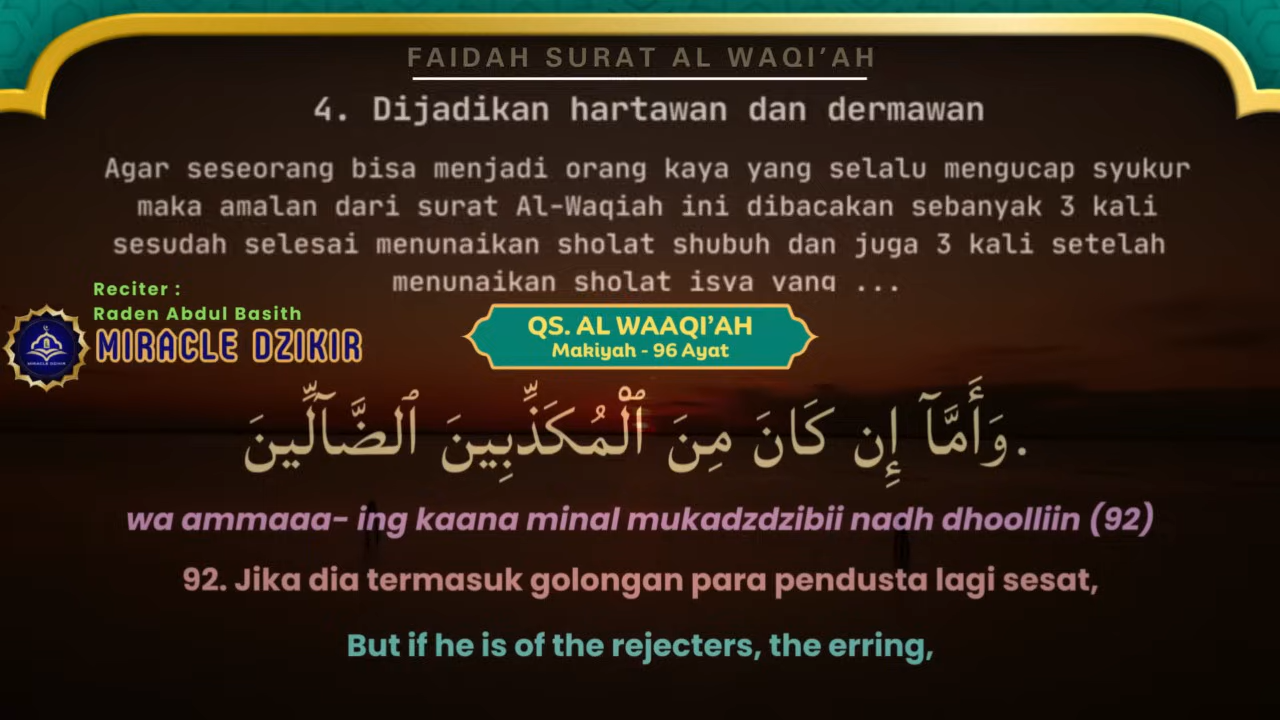 FAIDAH SURAT AL WAQI’AH
4. Dijadikan hartawan dan dermawan
Agar seseorang bisa menjadi orang kaya yang selalu mengucap syukur
maka amalan dari surat Al-Waqiah ini dibacakan sebanyak 3 kali
sesudah selesai menunaikan sholat shubuh dan juga 3 kali setelah
menunaikan sholat isya yang ...
Reciter :
Raden Abdul Basith
MIRACLE DZIKIR
MIRACLE DZIKIR
QS. AL WAAQI’AH
Makiyah - 96 Ayat
وَأَمَّآ إِن كَانَ مِنَ ٱلْمُكَذِّبِينَ ٱلضَّآلِّينَ.
wa ammaaa- ing kaana minal mukadzdzibii nadh dhoolliin (92)
92. Jika dia termasuk golongan para pendusta lagi sesat,
But if he is of the rejecters, the erring,